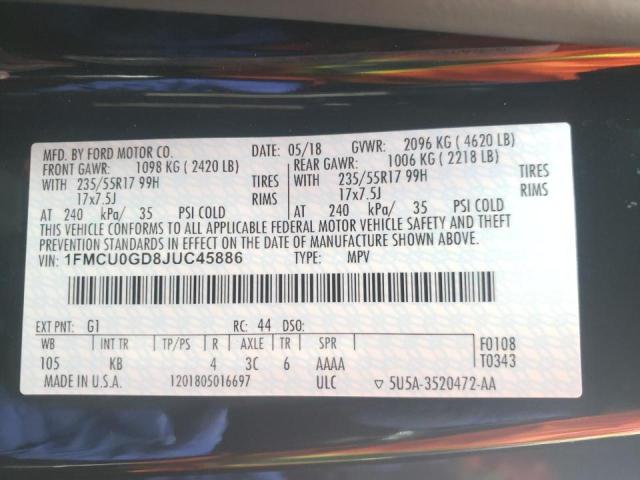 MFD. BY FORD MOTOR CO. DATE: 05/18 GVWR: 2096 KG ( 4620 LB)
FRONT GAWR: 1098 KG ( 2420 LB) REAR GAWR: 1006 KG ( 2218 LB)
WITH 235/55R17 99H TIRES WITH 235/55R17 99H TIRES
17x7.5J RIMS 17x7.5J RIMS
AT 240 kPa/ 35 PSI COLD AT 240 kPa/ 35 PSI COLD
THIS VEHICLE CONFORMS TO ALL APPLICABLE FEDERAL MOTOR VEHICLE SAFETY AND THEFT
PREVENTION STANDARDS IN EFFECT ON THE DATE OF MANUFACTURE SHOWN ABOVE.
VIN: 1FMCU0GD8JUC45886 TYPE: MPV
EXT PNT: G1 RC: 44 DSO: F0108
WB INT TR TP/PS R AXLE TR SPR T0343
105 KB 4 3C 6 AAAA
MADE IN U.S.A. 1201805016697 ULC ▽5U5A-3520472-AA